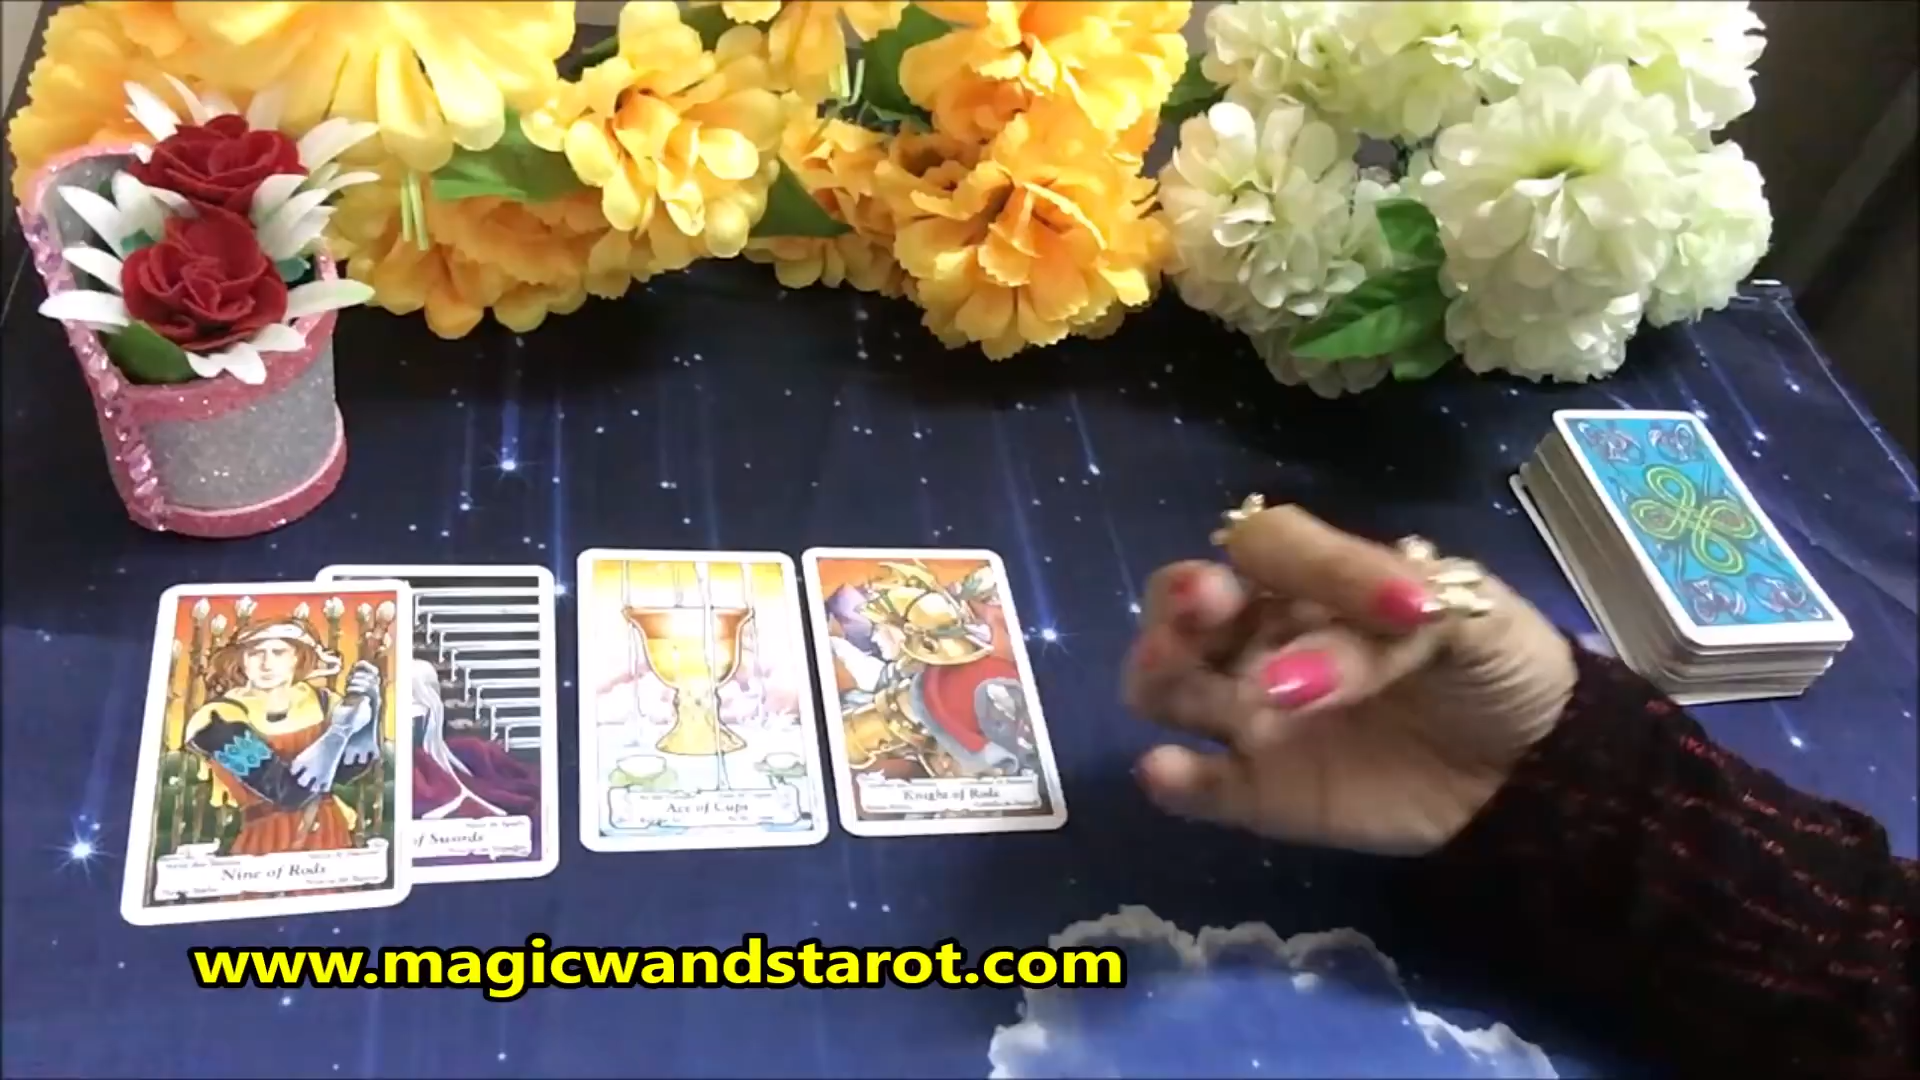 Nine of Rods
of Swords
Ace of Cups
Knight of Rods
www.magicwandstarot.com